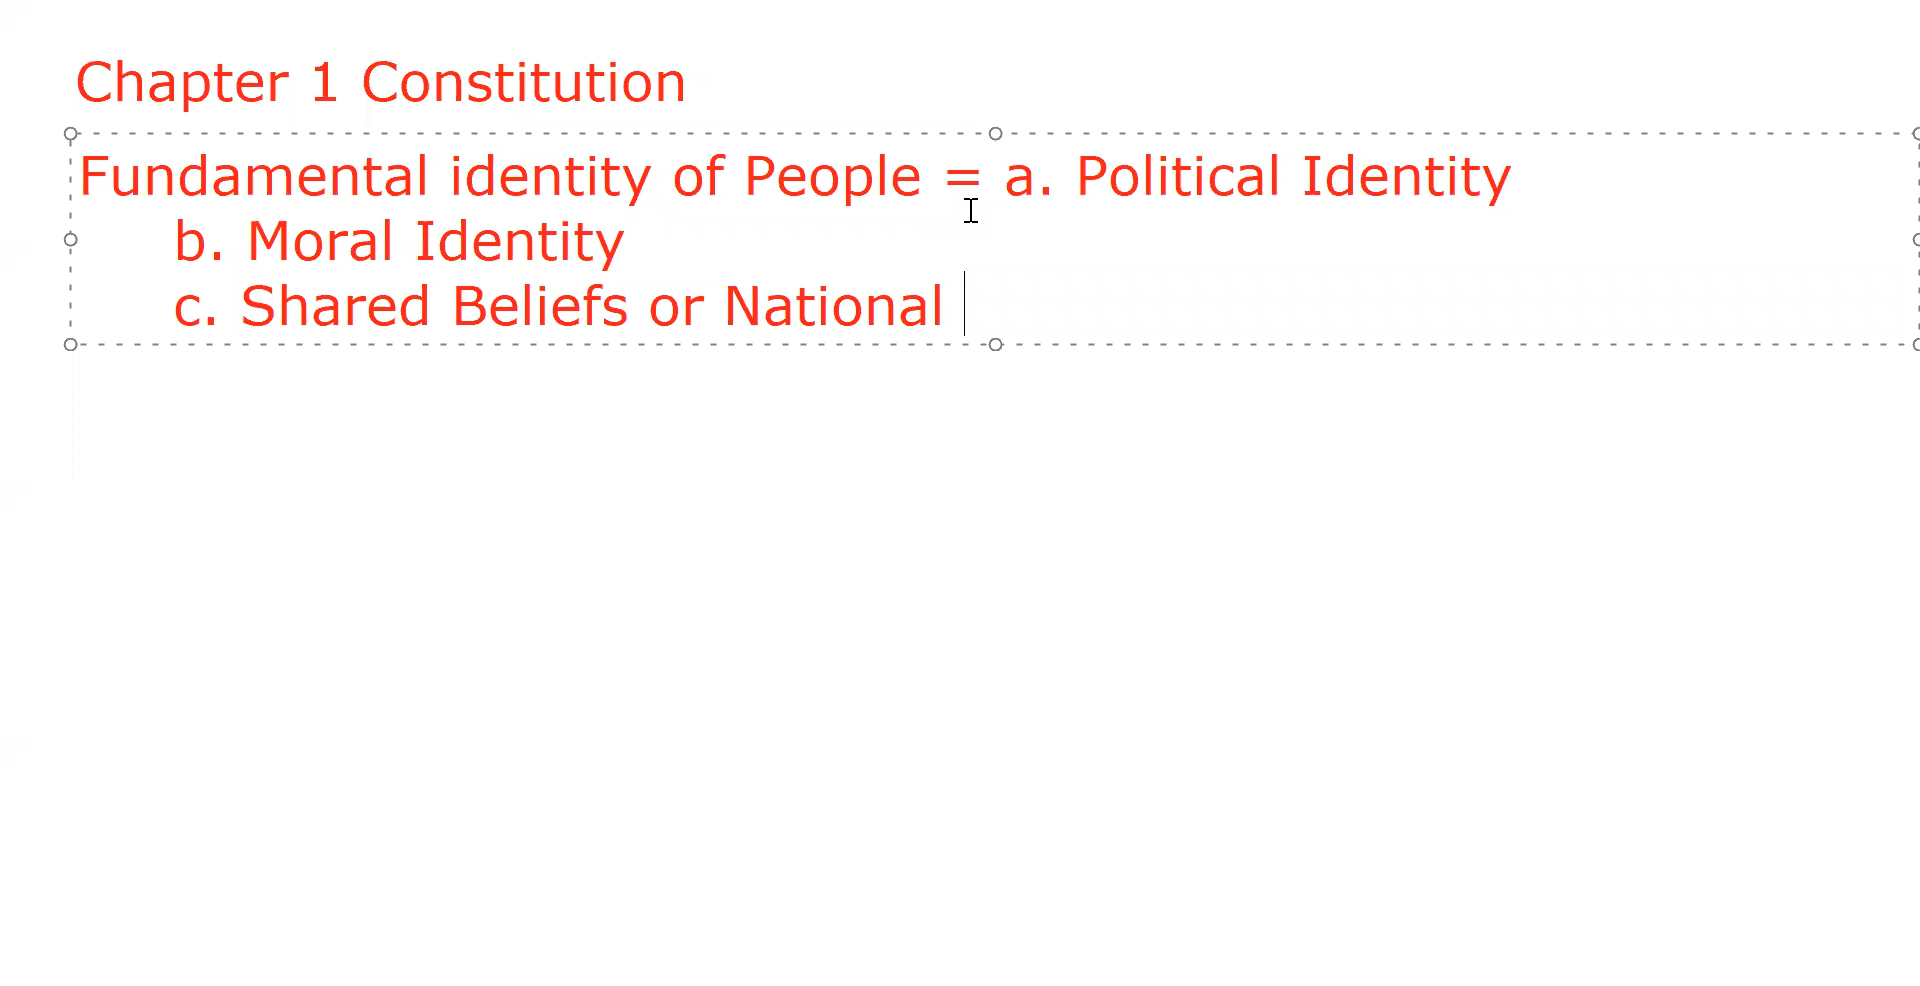 Chapter 1 Constitution
Fundamental identity of People = a. Political Identity
b. Moral Identity
c. Shared Beliefs or National